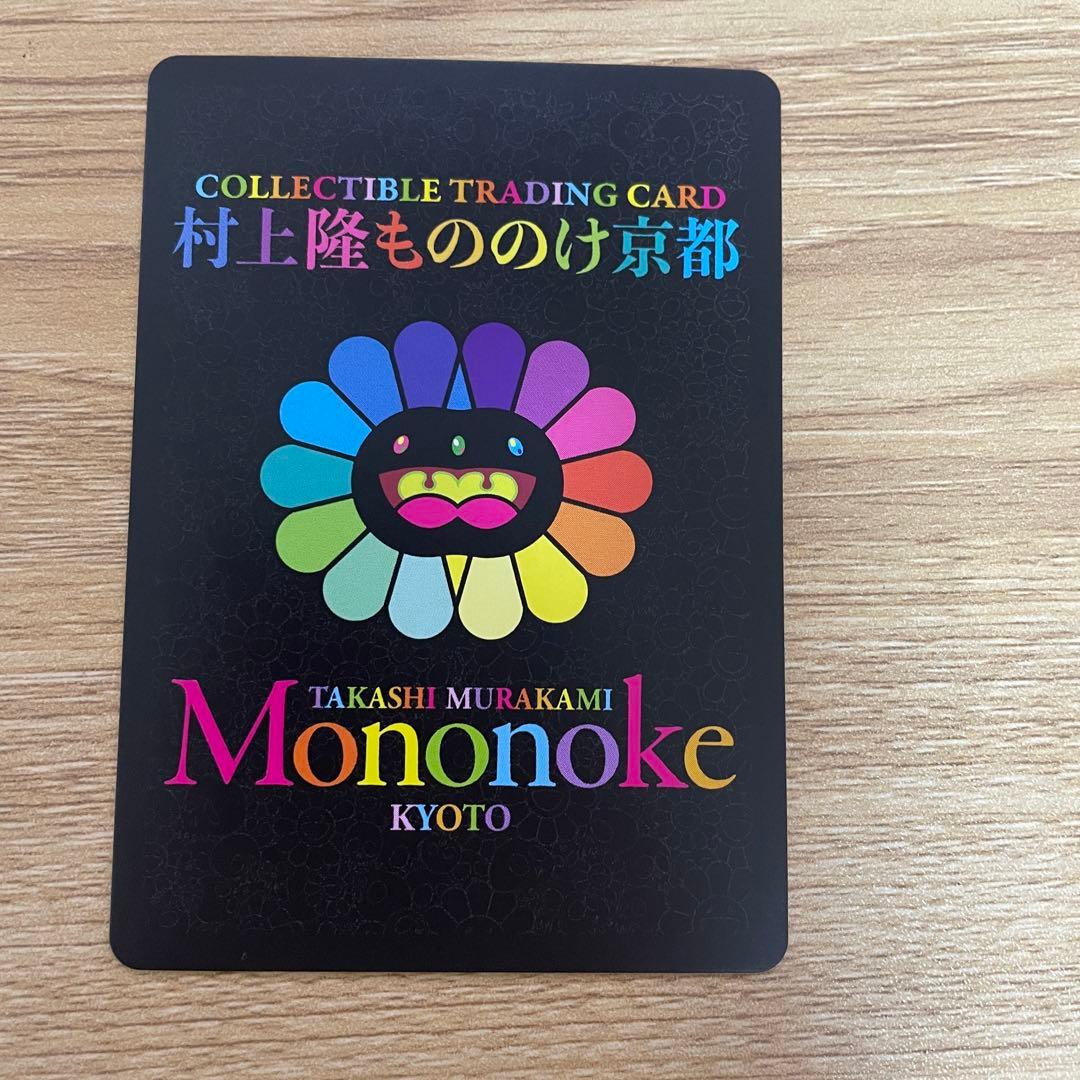 COLLECTIBLE TRADING CARD
村上隆もののけ京都
TAKASHI MURAKAMI
Mononoke
KYOTO